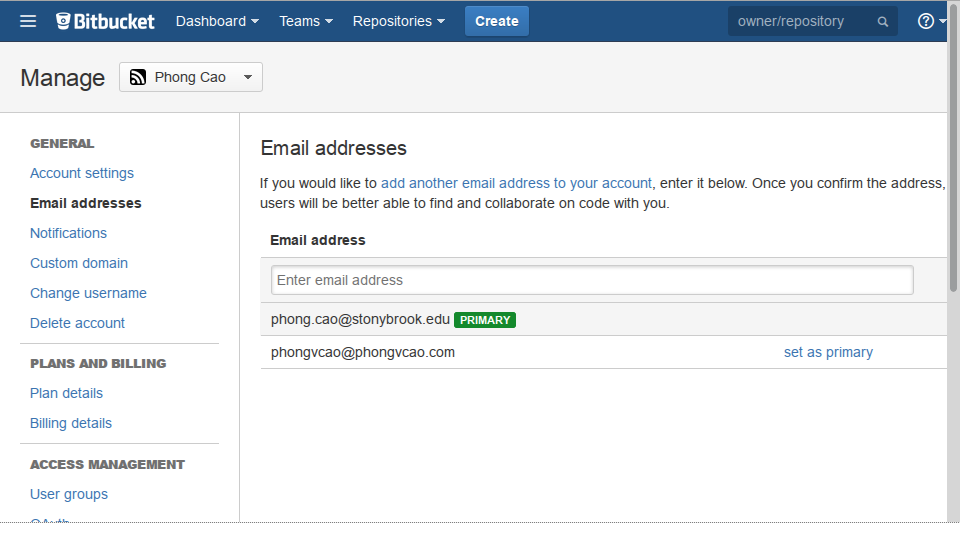 Bitbucket Dashboard Teams Repositories Create owner/repository ?
Manage Phong Cao
GENERAL
Account settings
Email addresses
Notifications
Custom domain
Change username
Delete account
PLANS AND BILLING
Plan details
Billing details
ACCESS MANAGEMENT
User groups
OAuth
Email addresses
If you would like to add another email address to your account, enter it below. Once you confirm the address,
users will be better able to find and collaborate on code with you.
Email address
Enter email address
phong.cao@stonybrook.edu PRIMARY
phongvcao@phongvcao.com set as primary